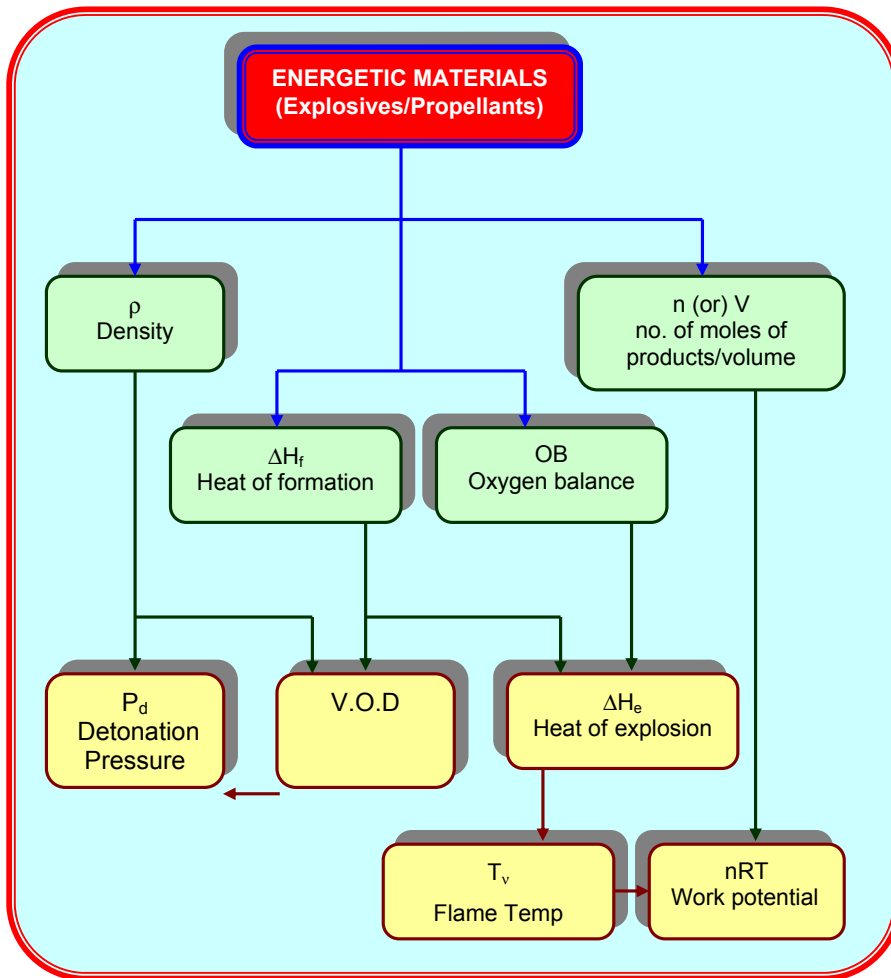 ENERGETIC MATERIALS
(Explosives/Propellants)
ρ
Density
n (or) V
no. of moles of
products/volume
ΔHf
Heat of formation
OB
Oxygen balance
Pd
Detonation
Pressure
V.O.D
ΔHe
Heat of explosion
Tv
Flame Temp
nRT
Work potential